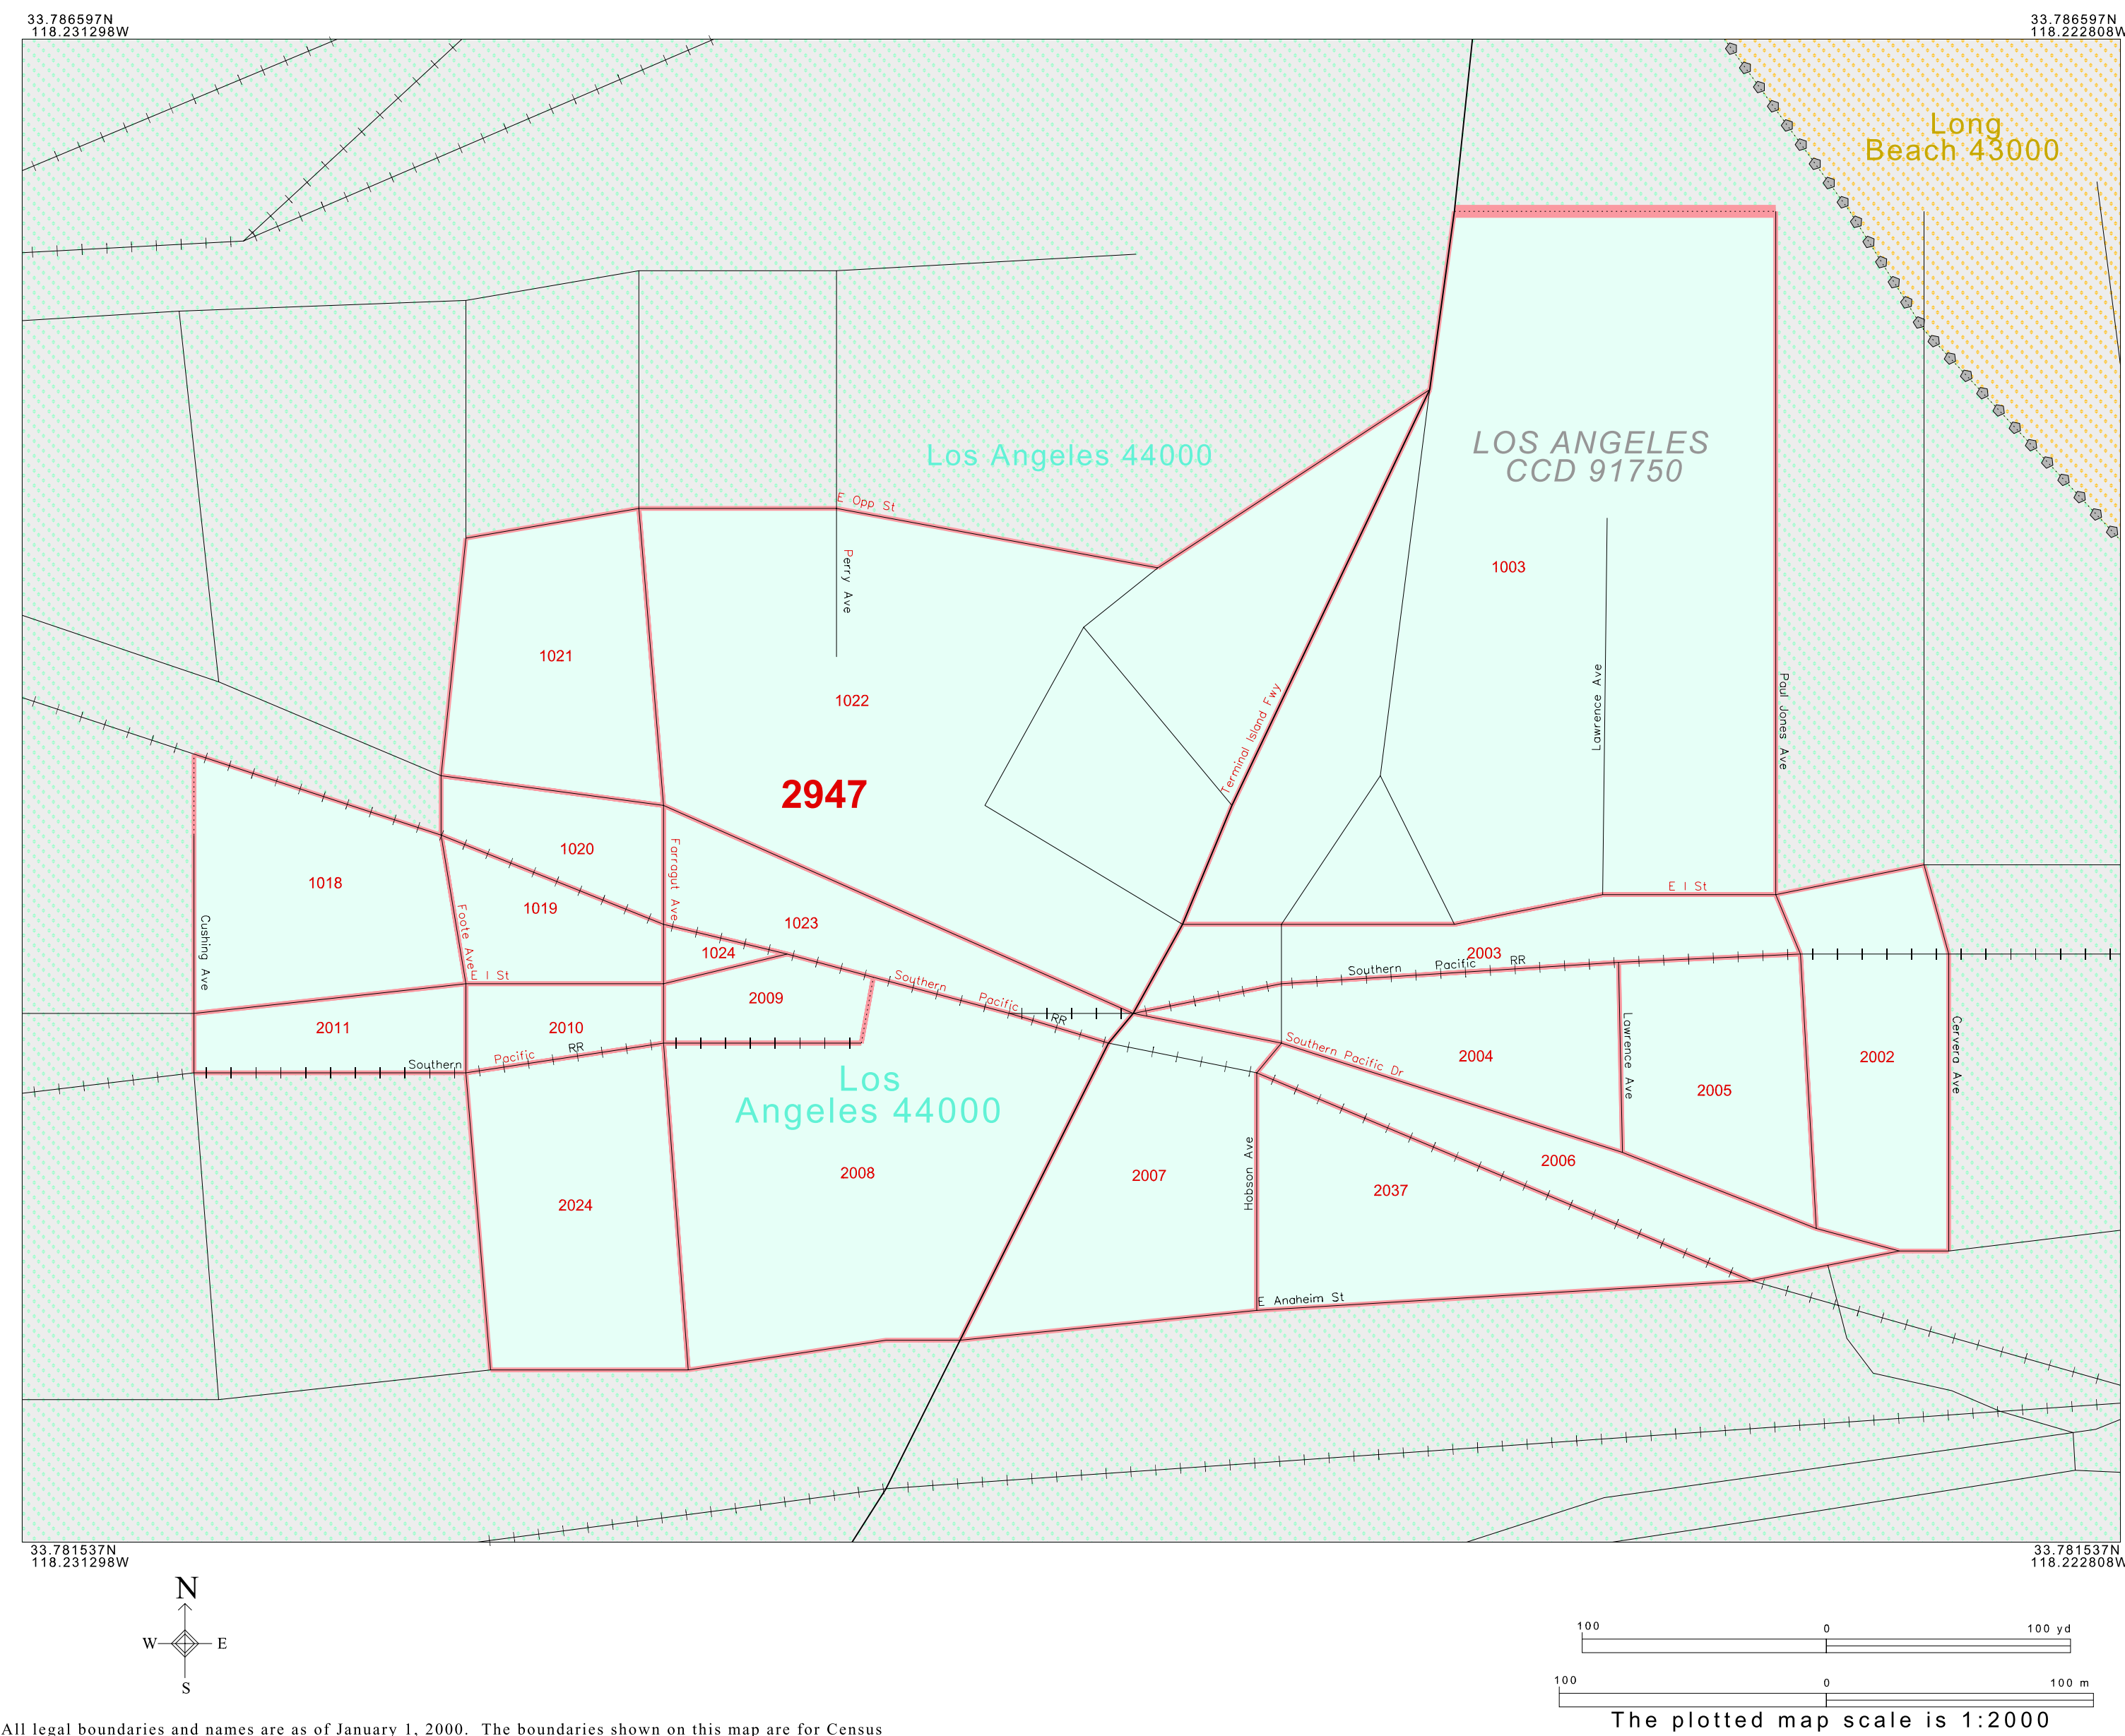 33.786597N
118.231298W
33.786597N
118.222808W
Long
Beach 43000
LOS ANGELES
CCD 91750
Los Angeles 44000
E Opp St
Perry Ave
1003
1021
1022
Terminal Island Fwy
Lawrence Ave
Paul Jones Ave
2947
1020
1018
1019
Farragut Ave
Foote Ave
Cushing Ave
1023
1024
E I St
E I St
2003
Southern Pacific RR
Southern Pacific RR
2009
2011
2010
Southern Pacific RR
Southern Pacific Dr
2004
Lawrence Ave
2005
2002
Cervera Ave
Los
Angeles 44000
2008
2007
Hobson Ave
2006
2037
2024
E Anaheim St
33.781537N
118.231298W
33.781537N
118.222808W
N
W E
S
100 0 100 yd
100 0 100 m
The plotted map scale is 1:2000
All legal boundaries and names are as of January 1, 2000. The boundaries shown on this map are for Census